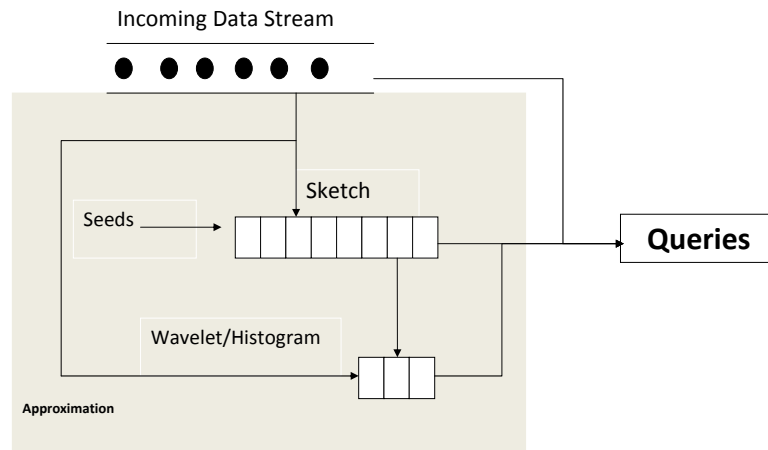 Incoming Data Stream
Sketch
Seeds
Queries
Wavelet/Histogram
Approximation